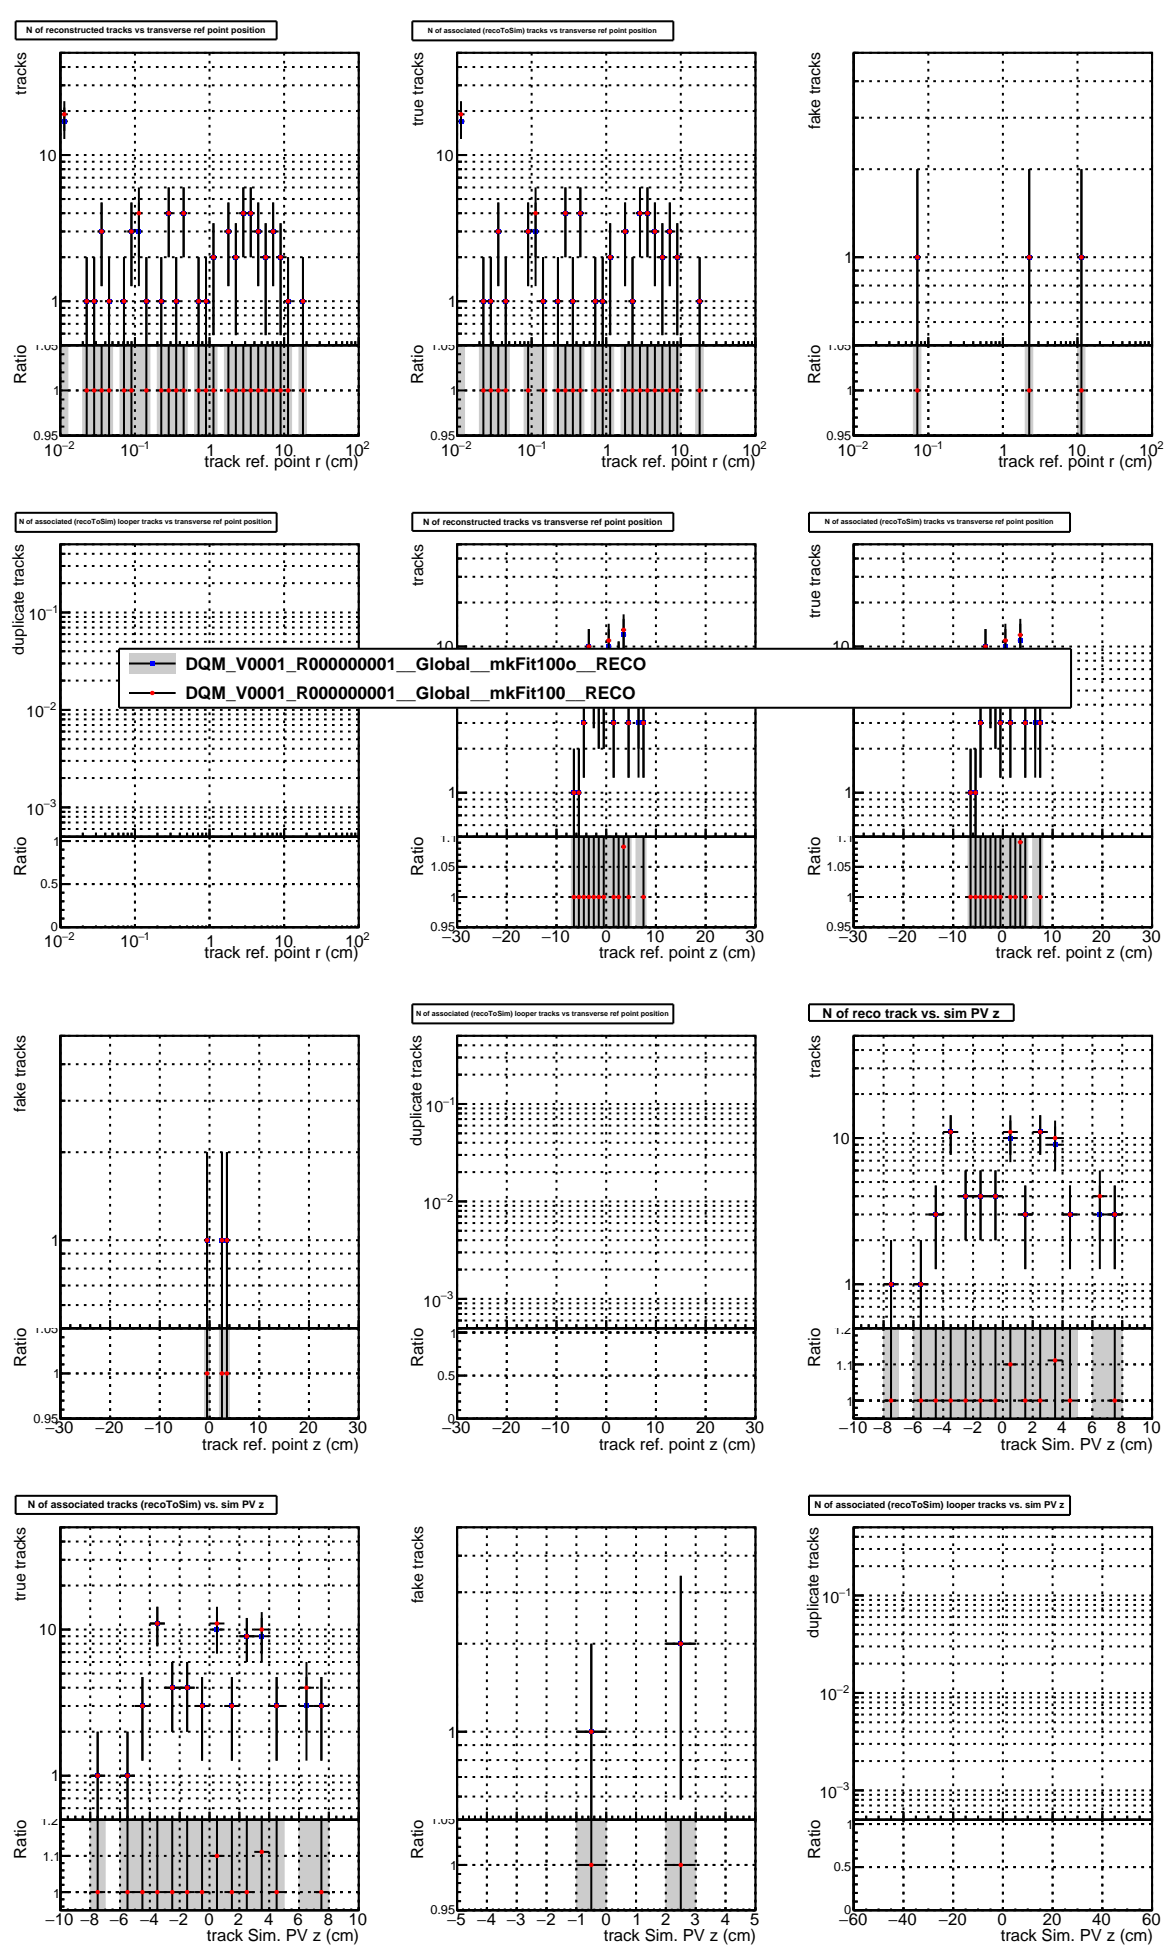 N of reconstructed tracks vs transverse ref point position
tracks
10
1
1.05
Ratio
1
0.95
10−2 10−1 1 10 102
track ref. point r (cm)
N of associated (recoToSim) tracks vs transverse ref point position
true tracks
10
1
1.05
Ratio
1
0.95
10−2 10−1 1 10 102
track ref. point r (cm)
fake tracks
1
1.05
Ratio
1
0.95
10−2 10−1 1 10 102
track ref. point r (cm)
N of associated (recoToSim) looper tracks vs transverse ref point position
duplicate tracks
10−1
10−2
10−3
Ratio
1
0.5
0
10−2 10−1 1 10 102
track ref. point r (cm)
N of reconstructed tracks vs transverse ref point position
tracks
10
1
1.1
Ratio
1.05
1
0.95
−30 −20 −10 0 10 20 30
track ref. point z (cm)
N of associated (recoToSim) tracks vs transverse ref point position
true tracks
10
1
1.1
Ratio
1.05
1
0.95
−30 −20 −10 0 10 20 30
track ref. point z (cm)
DQM_V0001_R000000001__Global__mkFit100o__RECO
DQM_V0001_R000000001__Global__mkFit100__RECO
fake tracks
1
1.05
Ratio
1
0.95
−30 −20 −10 0 10 20 30
track ref. point z (cm)
N of associated (recoToSim) looper tracks vs transverse ref point position
duplicate tracks
10−1
10−2
10−3
Ratio
1
0.5
0
−30 −20 −10 0 10 20 30
track ref. point z (cm)
N of reco track vs. sim PV z
tracks
10
1
1.2
Ratio
1.1
1
−10 −8 −6 −4 −2 0 2 4 6 8 10
track Sim. PV z (cm)
N of associated tracks (recoToSim) vs. sim PV z
true tracks
10
1
1.2
Ratio
1.1
1
−10 −8 −6 −4 −2 0 2 4 6 8 10
track Sim. PV z (cm)
fake tracks
1
1.05
Ratio
1
0.95
−5 −4 −3 −2 −1 0 1 2 3 4 5
track Sim. PV z (cm)
N of associated (recoToSim) looper tracks vs. sim PV z
duplicate tracks
10−1
10−2
10−3
Ratio
1
0.5
0
−60 −40 −20 0 20 40 60
track Sim. PV z (cm)